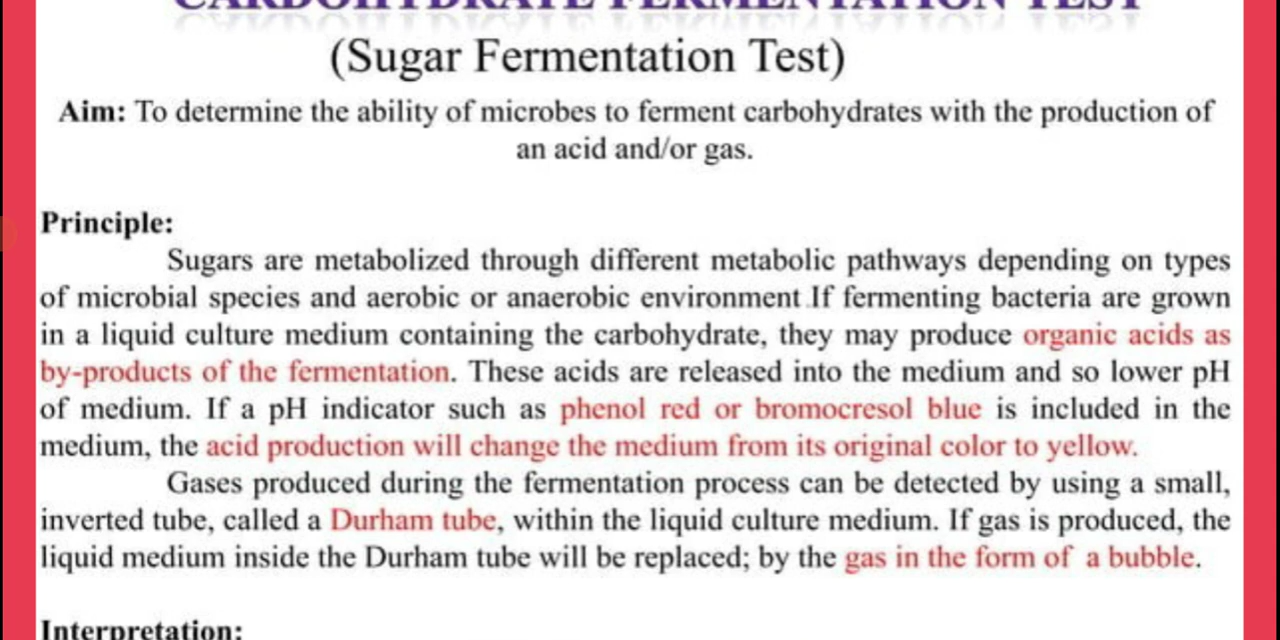 CARBOHYDRATE FERMENTATION TEST
(Sugar Fermentation Test)
Aim: To determine the ability of microbes to ferment carbohydrates with the production of
an acid and/or gas.
Principle:
Sugars are metabolized through different metabolic pathways depending on types
of microbial species and aerobic or anaerobic environment.If fermenting bacteria are grown
in a liquid culture medium containing the carbohydrate, they may produce organic acids as
by-products of the fermentation. These acids are released into the medium and so lower pH
of medium. If a pH indicator such as phenol red or bromocresol blue is included in the
medium, the acid production will change the medium from its original color to yellow.
Gases produced during the fermentation process can be detected by using a small,
inverted tube, called a Durham tube, within the liquid culture medium. If gas is produced, the
liquid medium inside the Durham tube will be replaced; by the gas in the form of a bubble.
Interpretation: